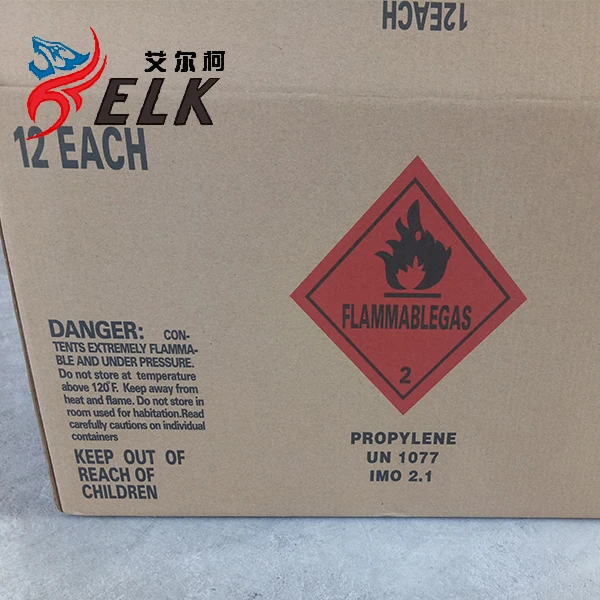 12EACH
艾尔柯
ELK
12 EACH
FLAMMABLEGAS
2
DANGER: CON-
TENTS EXTREMELY FLAMMA-
BLE AND UNDER PRESSURE.
Do not store at temperature
above 120°F. Keep away from
heat and flame. Do not store in
room used for habitation.Read
carefully cautions on individual
containers
KEEP OUT OF
REACH OF
CHILDREN
PROPYLENE
UN 1077
IMO 2.1